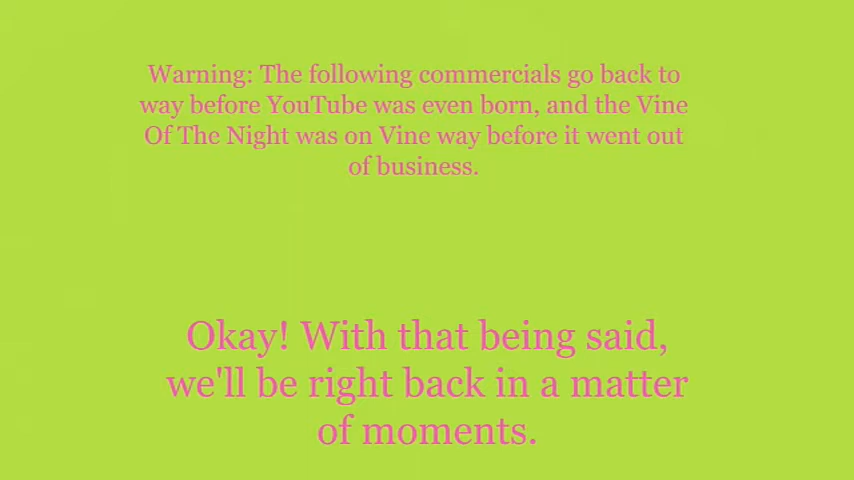 Warning: The following commercials go back to
way before YouTube was even born, and the Vine
Of The Night was on Vine way before it went out
of business.
Okay! With that being said,
we'll be right back in a matter
of moments.